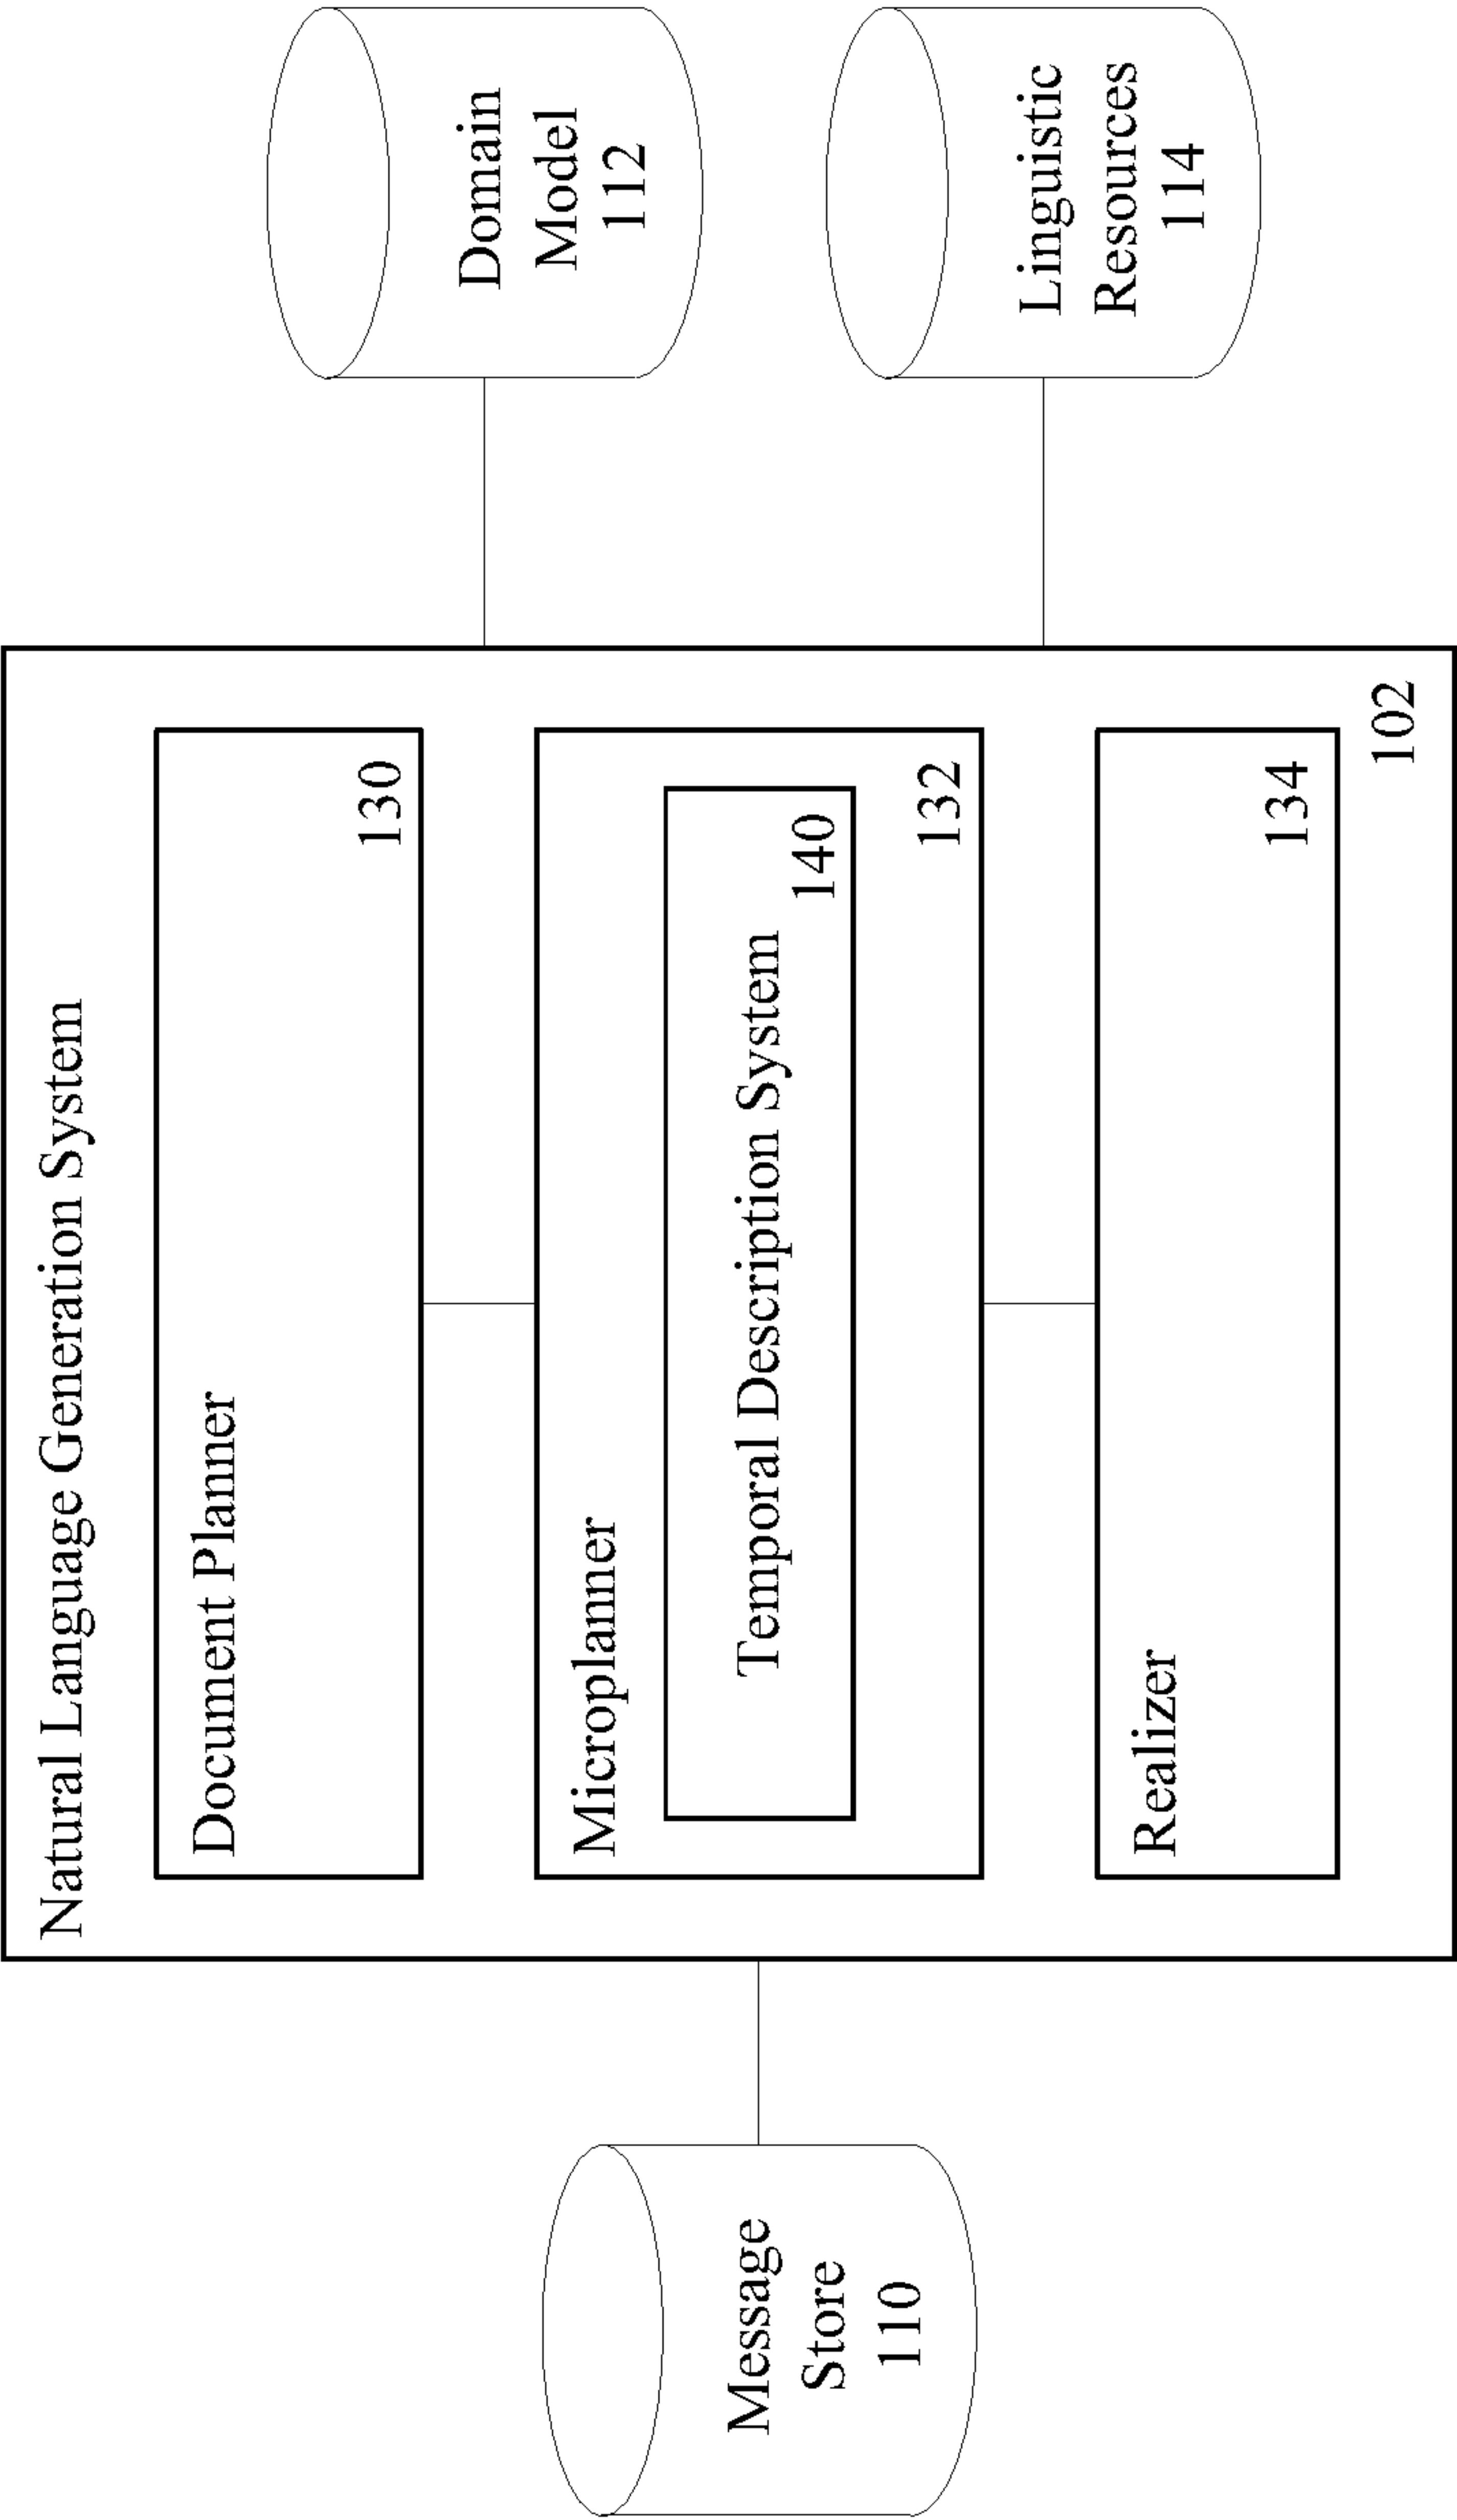 Message
Store
110
Natural Language Generation System
Document Planner
130
Microplanner
Temporal Description System
140
132
Realizer
134
102
Domain
Model
112
Linguistic
Resources
114